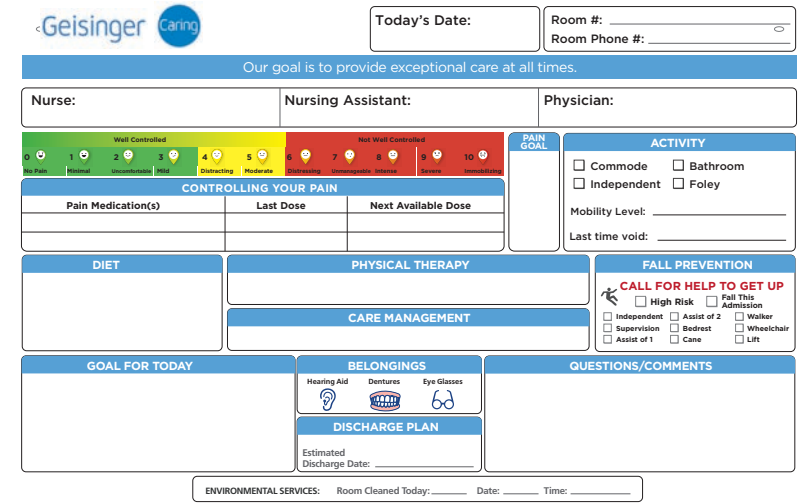 Geisinger Caring
Today's Date:
Room #:
Room Phone #:
Our goal is to provide exceptional care at all times.
Nurse:
Nursing Assistant:
Physician:
Well Controlled
Not Well Controlled
0 1 2 3 4 5 6 7 8 9 10
No Pain Minimal Uncomfortable Mild Distracting Moderate Distressing Unmanageable Intense Severe Immobilizing
PAIN
GOAL
ACTIVITY
Commode Bathroom
Independent Foley
Mobility Level:
Last time void:
CONTROLLING YOUR PAIN
Pain Medication(s) Last Dose Next Available Dose
DIET
PHYSICAL THERAPY
CARE MANAGEMENT
FALL PREVENTION
CALL FOR HELP TO GET UP
High Risk Fall This
Admission
Independent Assist of 2 Walker
Supervision Bedrest Wheelchair
Assist of 1 Cane Lift
GOAL FOR TODAY
BELONGINGS
Hearing Aid Dentures Eye Glasses
DISCHARGE PLAN
Estimated
Discharge Date:
QUESTIONS/COMMENTS
ENVIRONMENTAL SERVICES: Room Cleaned Today: Date: Time: